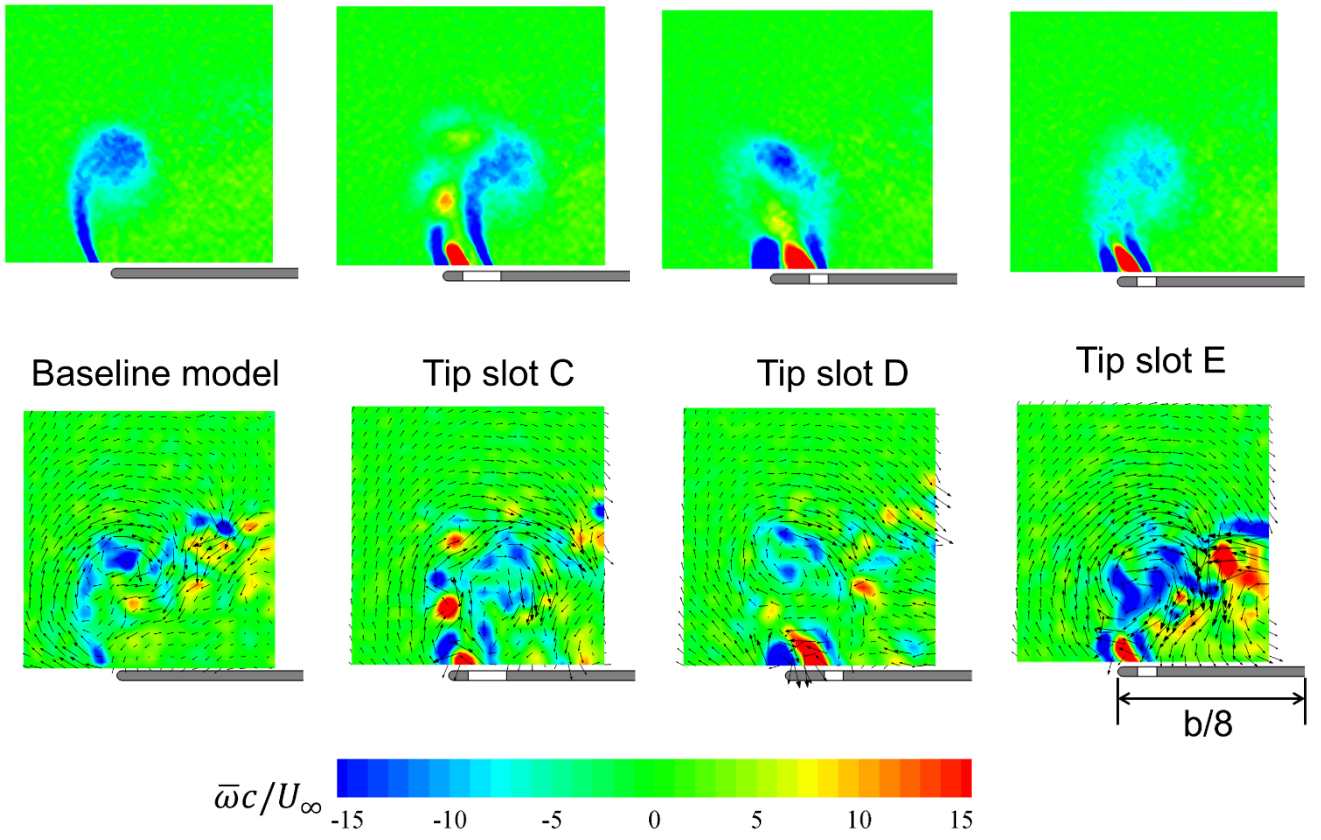 Baseline model
Tip slot C
Tip slot D
Tip slot E
b/8
ω̅c/U∞
-15 -10 -5 0 5 10 15